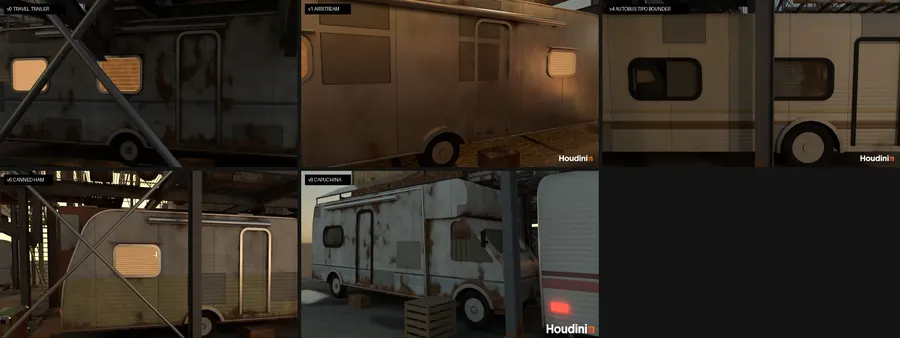 v0 TRAVEL TRAILER
v1 AIRSTREAM
v4 AUTOBUS TIPO BOUNDER
Houdini
Houdini
v6 CANNED HAM
v8 CAPUCHINA
Houdini